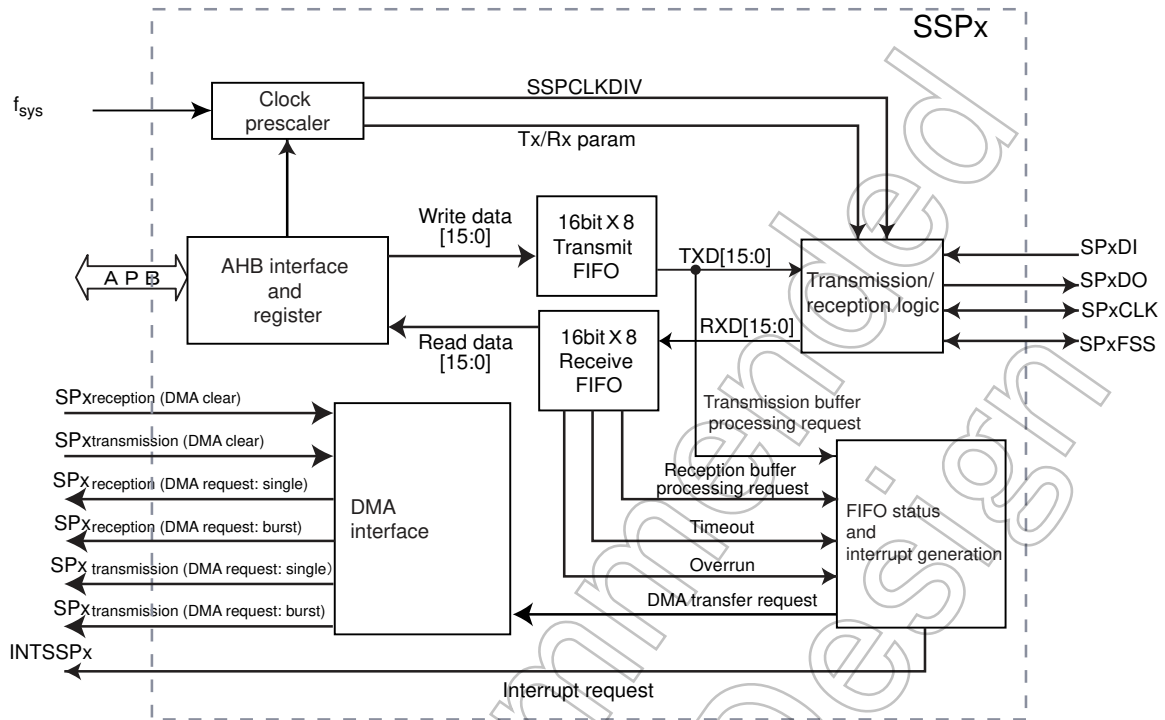 SSPx
fsys
Clock
prescaler
SSPCLKDIV
Tx/Rx param
Write data
[15:0]
16bit X 8
Transmit
FIFO
TXD[15:0]
Transmission/
reception logic
SPxDI
SPxDO
SPxCLK
SPxFSS
APB
AHB interface
and
register
Read data
[15:0]
16bit X 8
Receive
FIFO
RXD[15:0]
SPxreception (DMA clear)
SPxtransmission (DMA clear)
SPx reception (DMA request: single)
SPxreception (DMA request: burst)
SPx transmission (DMA request: single)
SPxtransmission (DMA request: burst)
INTSSPx
DMA
interface
Transmission buffer
processing request
Reception buffer
processing request
Timeout
Overrun
DMA transfer request
FIFO status
and
interrupt generation
Interrupt request
mmended
Design